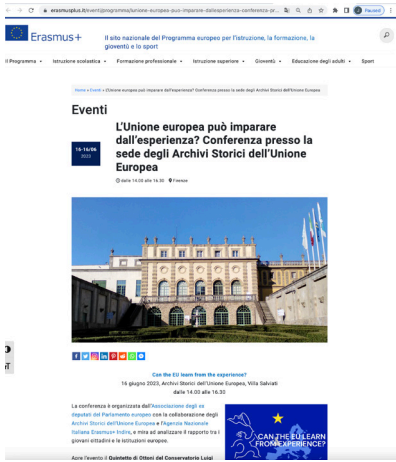 erasmusplus.it/eventi/programma/lunione-europea-puo-imparare-dallesperienza-conferenza-pr...
Paused
Erasmus+
Il sito nazionale del Programma europeo per l'istruzione, la formazione, la
gioventù e lo sport
Il Programma
Istruzione scolastica
Formazione professionale
Istruzione superiore
Gioventù
Educazione degli adulti
Sport
Home » Eventi » L'Unione europea può imparare dall'esperienza? Conferenza presso la sede degli Archivi Storici dell'Unione Europea
Eventi
16-16/06
2023
L'Unione europea può imparare
dall'esperienza? Conferenza presso la
sede degli Archivi Storici dell'Unione
Europea
dalle 14.00 alle 16.30 Firenze
Can the EU learn from the experience?
16 giugno 2023, Archivi Storici dell'Unione Europea, Villa Salviati
dalle 14.00 alle 16.30
La conferenza è organizzata dall'Associazione degli ex
deputati del Parlamento europeo con la collaborazione degli
Archivi Storici dell'Unione Europea e l'Agenzia Nazionale
Italiana Erasmus+ Indire, e mira ad analizzare il rapporto tra i
giovani cittadini e le istituzioni europee.
CAN THE EU LEARN
FROM EXPERIENCE?
Apre l'evento il Quintetto di Ottoni del Conservatorio Luigi